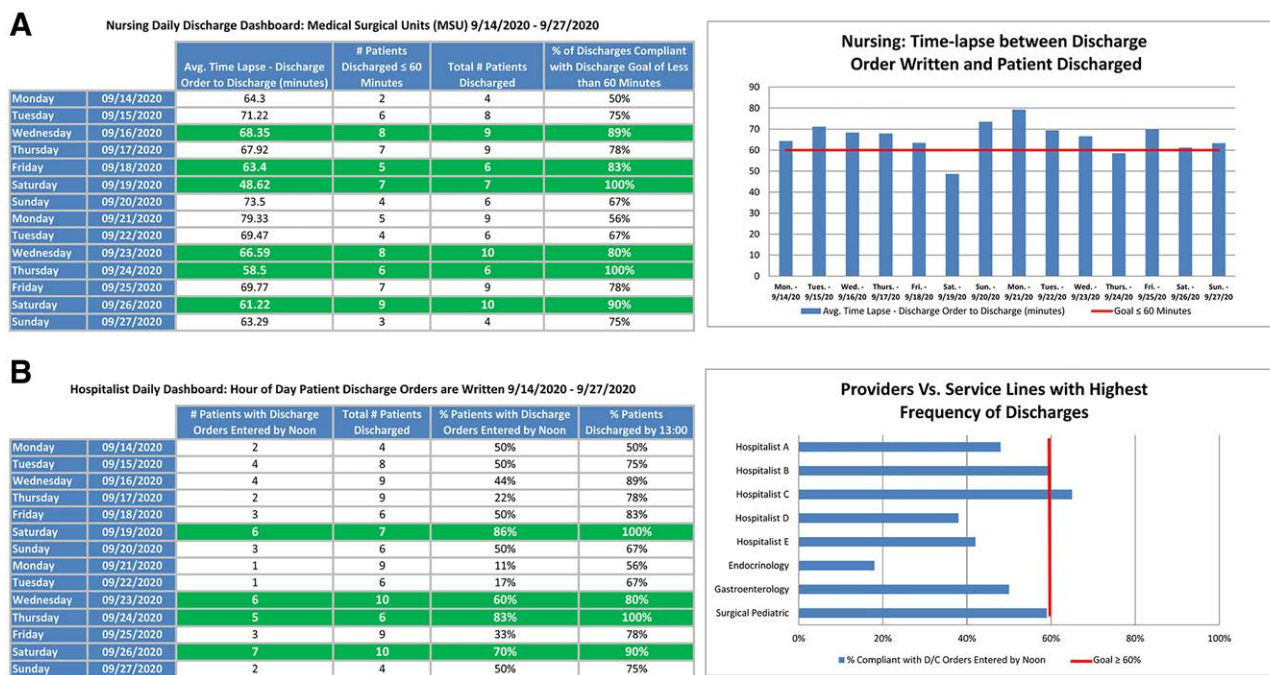 A
Nursing Daily Discharge Dashboard: Medical Surgical Units (MSU) 9/14/2020 - 9/27/2020
Avg. Time Lapse - Discharge Order to Discharge (minutes) # Patients Discharged ≤ 60 Minutes Total # Patients Discharged % of Discharges Compliant with Discharge Goal of Less than 60 Minutes
Monday 09/14/2020 64.3 2 4 50%
Tuesday 09/15/2020 71.22 6 8 75%
Wednesday 09/16/2020 68.35 8 9 89%
Thursday 09/17/2020 67.92 7 9 78%
Friday 09/18/2020 63.4 5 6 83%
Saturday 09/19/2020 48.62 7 7 100%
Sunday 09/20/2020 73.5 4 6 67%
Monday 09/21/2020 79.33 5 9 56%
Tuesday 09/22/2020 69.47 4 6 67%
Wednesday 09/23/2020 66.59 8 10 80%
Thursday 09/24/2020 58.5 6 6 100%
Friday 09/25/2020 69.77 7 9 78%
Saturday 09/26/2020 61.22 9 10 90%
Sunday 09/27/2020 63.29 3 4 75%
Nursing: Time-lapse between Discharge
Order Written and Patient Discharged
90
80
70
60
50
40
30
20
10
0
Mon. - Tues. - Wed. - Thurs. - Fri. - Sat. - Sun. - Mon. - Tues. - Wed. - Thurs. - Fri. - Sat. - Sun. -
9/14/20 9/15/20 9/16/20 9/17/20 9/18/20 9/19/20 9/20/20 9/21/20 9/22/20 9/23/20 9/24/20 9/25/20 9/26/20 9/27/20
Avg. Time Lapse - Discharge Order to Discharge (minutes) Goal ≤ 60 Minutes
B
Hospitalist Daily Dashboard: Hour of Day Patient Discharge Orders are Written 9/14/2020 - 9/27/2020
# Patients with Discharge Orders Entered by Noon Total # Patients Discharged % Patients with Discharge Orders Entered by Noon % Patients Discharged by 13:00
Monday 09/14/2020 2 4 50% 50%
Tuesday 09/15/2020 4 8 50% 75%
Wednesday 09/16/2020 4 9 44% 89%
Thursday 09/17/2020 2 9 22% 78%
Friday 09/18/2020 3 6 50% 83%
Saturday 09/19/2020 6 7 86% 100%
Sunday 09/20/2020 3 6 50% 67%
Monday 09/21/2020 1 9 11% 56%
Tuesday 09/22/2020 1 6 17% 67%
Wednesday 09/23/2020 6 10 60% 80%
Thursday 09/24/2020 5 6 83% 100%
Friday 09/25/2020 3 9 33% 78%
Saturday 09/26/2020 7 10 70% 90%
Sunday 09/27/2020 2 4 50% 75%
Providers Vs. Service Lines with Highest
Frequency of Discharges
Hospitalist A
Hospitalist B
Hospitalist C
Hospitalist D
Hospitalist E
Endocrinology
Gastroenterology
Surgical Pediatric
0% 20% 40% 60% 80% 100%
% Compliant with D/C Orders Entered by Noon Goal ≥ 60%